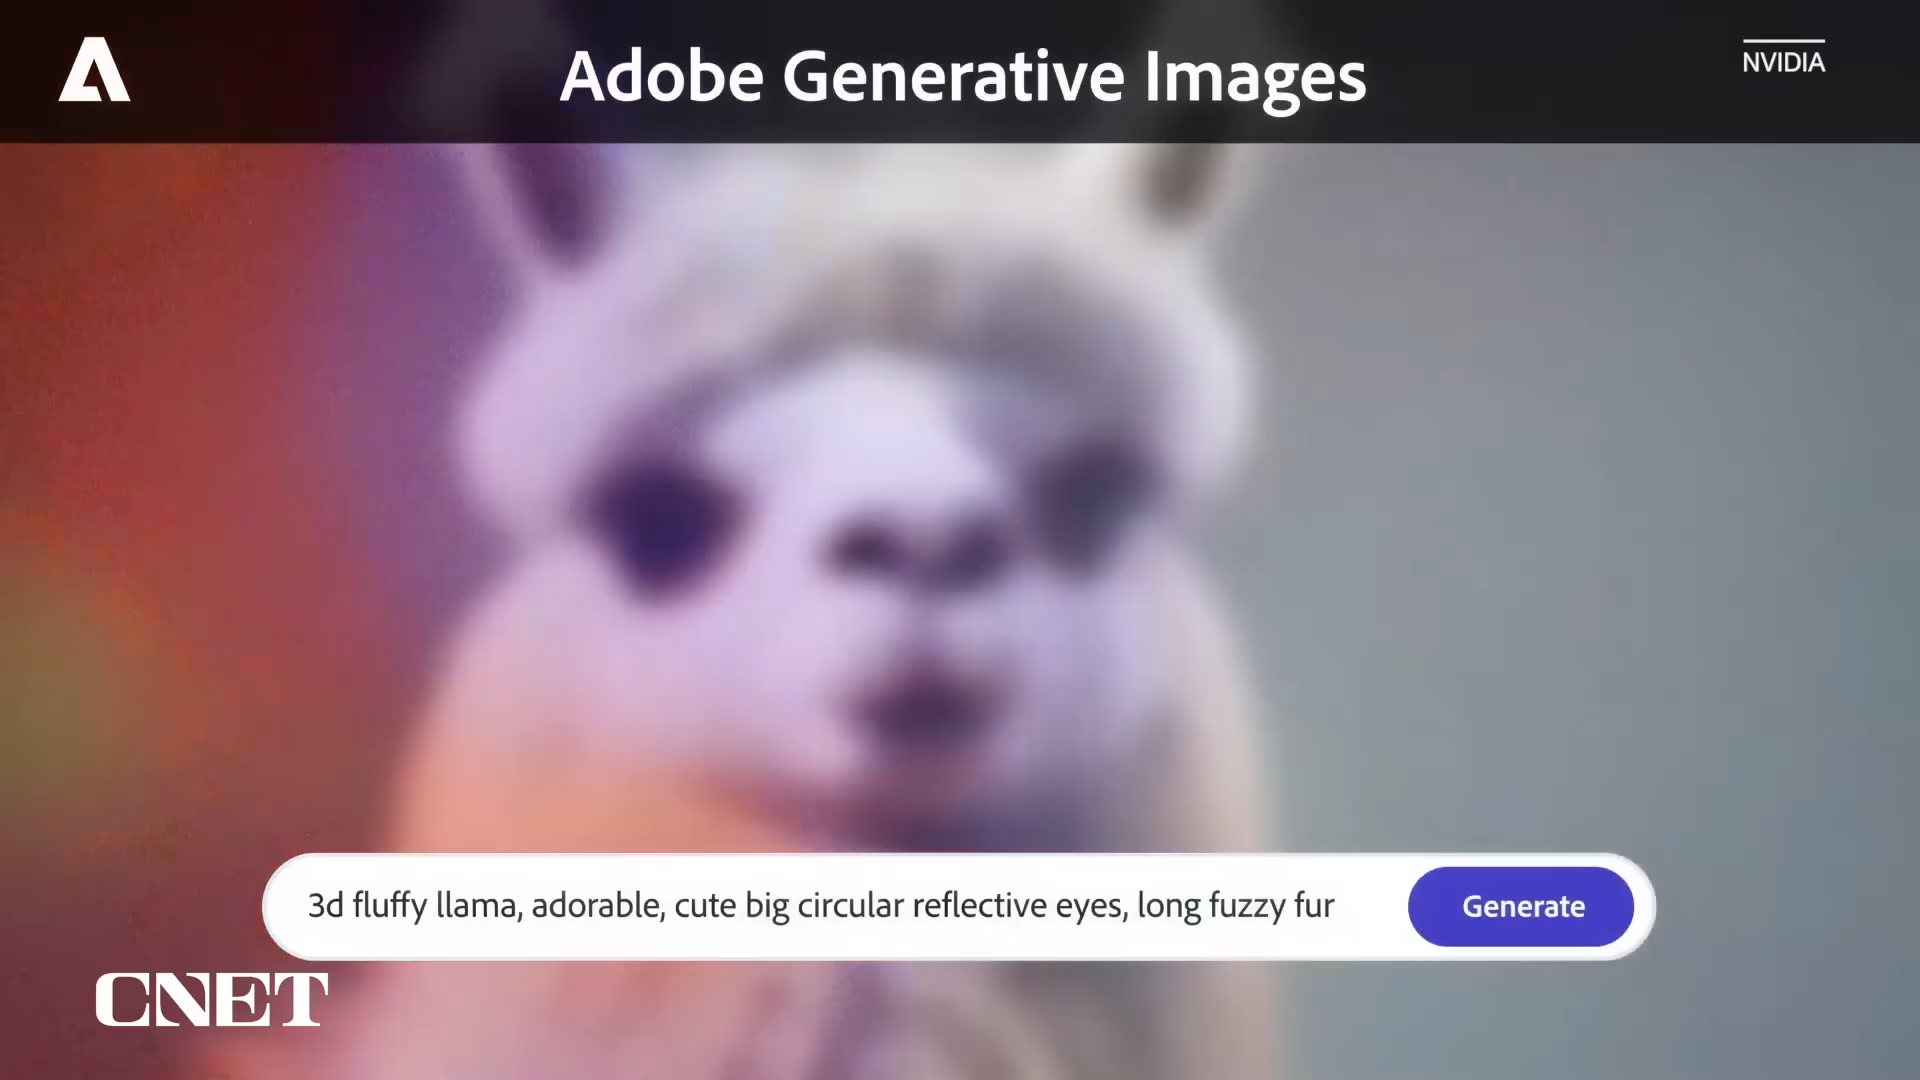 Adobe Generative Images
NVIDIA
3d fluffy llama, adorable, cute big circular reflective eyes, long fuzzy fur
Generate
CNET